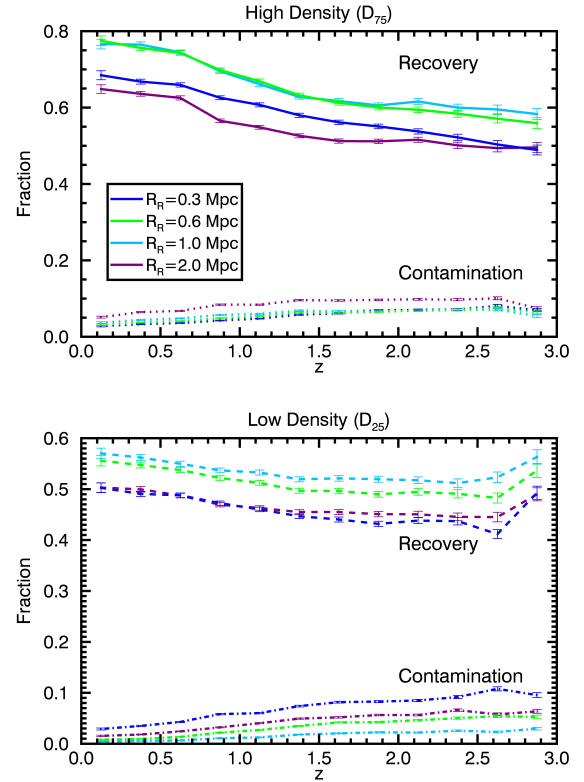 High Density (D75)
0.8
Recovery
0.6
0.4
Fraction
R_R=0.3 Mpc
R_R=0.6 Mpc
R_R=1.0 Mpc
R_R=2.0 Mpc
0.2
Contamination
0.0
0.0 0.5 1.0 1.5 2.0 2.5 3.0
z
Low Density (D25)
0.6
0.5
0.4
Recovery
0.3
Fraction
0.2
Contamination
0.1
0.0
0.0 0.5 1.0 1.5 2.0 2.5 3.0
z